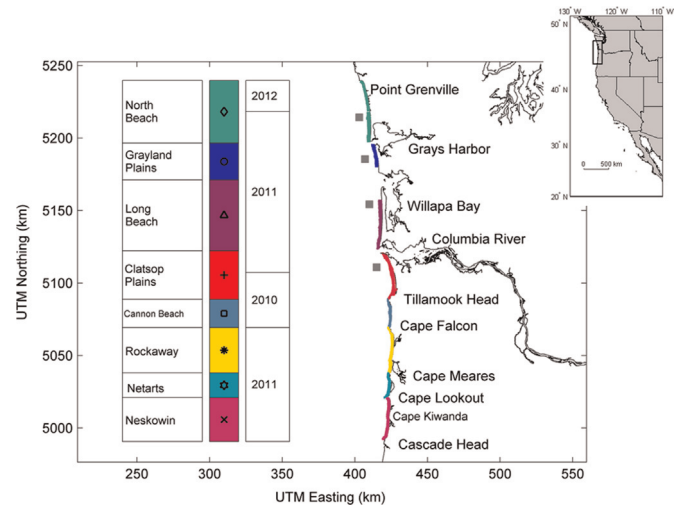 130°W 120°W 110°W
50°N
40°N
30°N
20°N
0 500 km
5250
5200
5150
5100
5050
5000
UTM Northing (km)
250 300 350 400 450 500 550
UTM Easting (km)
North
Beach
Grayland
Plains
Long
Beach
Clatsop
Plains
Cannon Beach
Rockaway
Netarts
Neskowin
2012
2011
2010
2011
Point Grenville
Grays Harbor
Willapa Bay
Columbia River
Tillamook Head
Cape Falcon
Cape Meares
Cape Lookout
Cape Kiwanda
Cascade Head